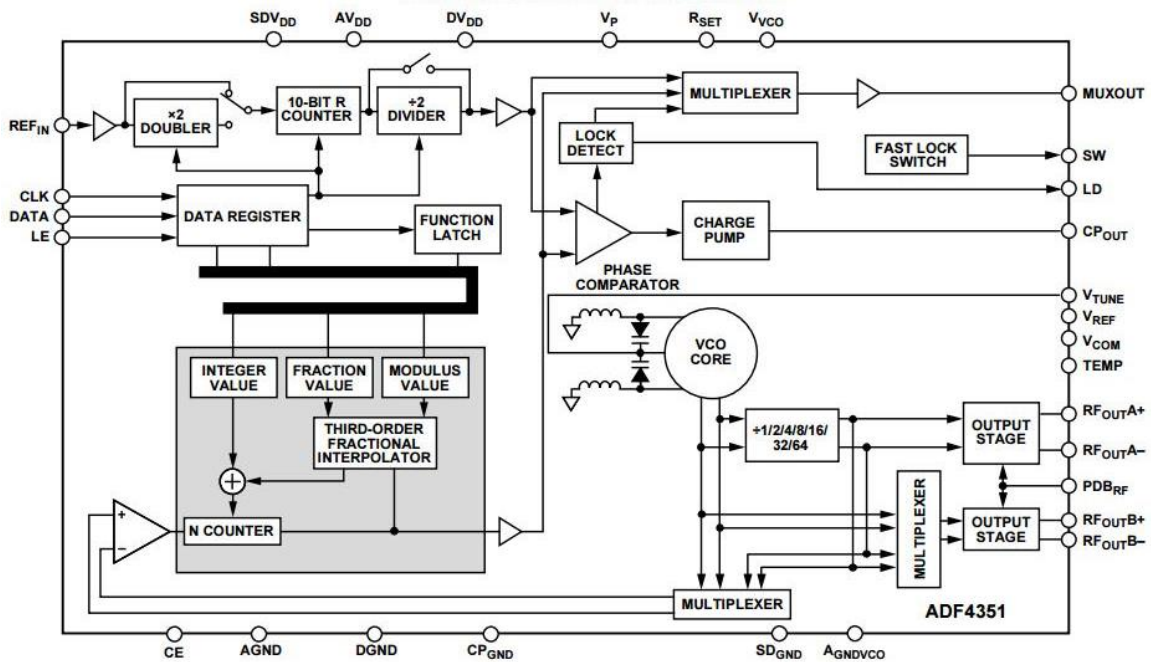 SDVDD AVDD DVDD VP RSET VVCO
REFIN
×2
DOUBLER
10-BIT R
COUNTER
÷2
DIVIDER
MULTIPLEXER
MUXOUT
LOCK
DETECT
FAST LOCK
SWITCH
SW
LD
CLK
DATA
LE
DATA REGISTER
FUNCTION
LATCH
CHARGE
PUMP
CPOUT
PHASE
COMPARATOR
VTUNE
VREF
VCOM
TEMP
VCO
CORE
INTEGER
VALUE
FRACTION
VALUE
MODULUS
VALUE
THIRD-ORDER
FRACTIONAL
INTERPOLATOR
+
N COUNTER
+
−
÷1/2/4/8/16/
32/64
OUTPUT
STAGE
RFOUTA+
RFOUTA−
PDBRF
MULTIPLEXER
OUTPUT
STAGE
RFOUTB+
RFOUTB−
MULTIPLEXER
ADF4351
CE AGND DGND CPGND SDGND AGNDVCO